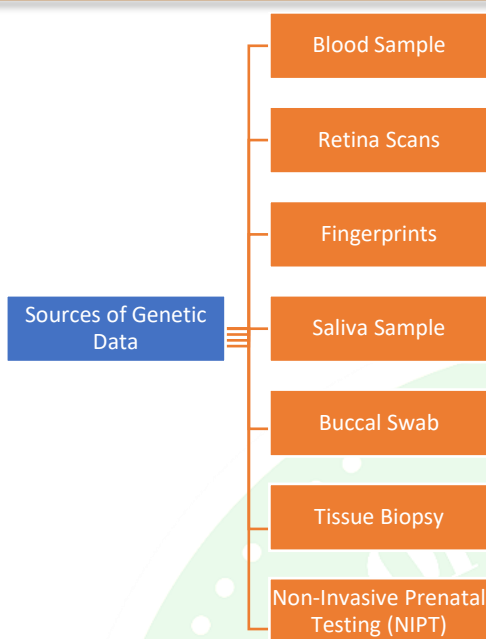 Blood Sample
Retina Scans
Fingerprints
Sources of Genetic
Data
Saliva Sample
Buccal Swab
Tissue Biopsy
Non-Invasive Prenatal
Testing (NIPT)